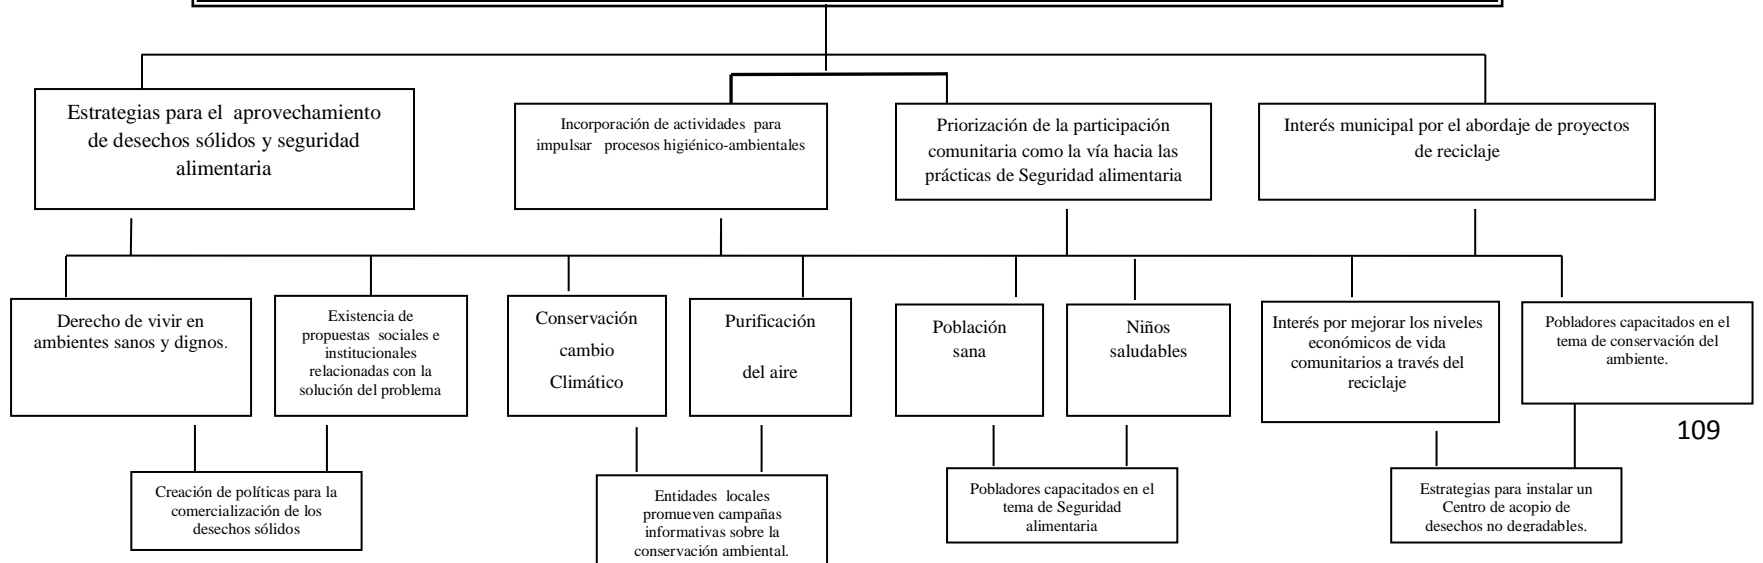 Estrategias para el aprovechamiento
de desechos sólidos y seguridad
alimentaria
Incorporación de actividades para
impulsar procesos higiénico-ambientales
Priorización de la participación
comunitaria como la vía hacia las
prácticas de Seguridad alimentaria
Interés municipal por el abordaje de proyectos
de reciclaje
Derecho de vivir en
ambientes sanos y dignos.
Existencia de
propuestas sociales e
institucionales
relacionadas con la
solución del problema
Conservación
cambio
Climático
Purificación
del aire
Población
sana
Niños
saludables
Interés por mejorar los niveles
económicos de vida
comunitarios a través del
reciclaje
Pobladores capacitados en el
tema de conservación del
ambiente.
109
Creación de políticas para la
comercialización de los
desechos sólidos
Entidades locales
promueven campañas
informativas sobre la
conservación ambiental.
Pobladores capacitados en el
tema de Seguridad
alimentaria
Estrategias para instalar un
Centro de acopio de
desechos no degradables.